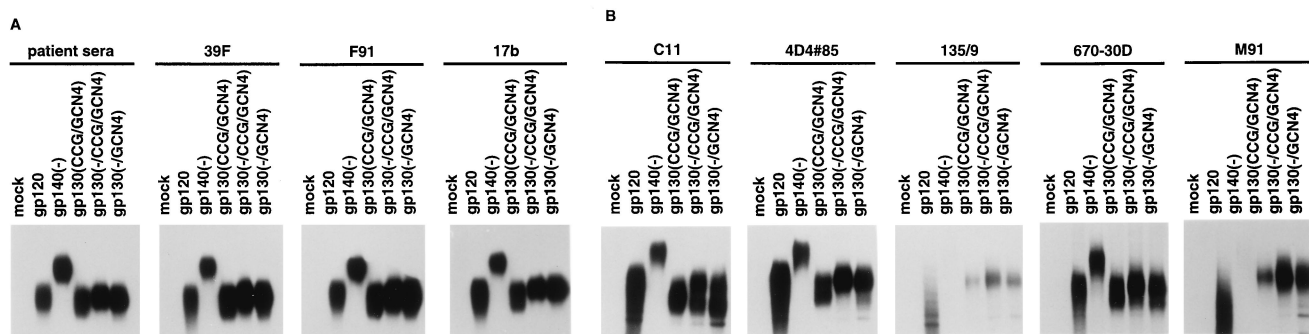 A
patient sera
mock
gp120
gp140(-)
gp130(CCG/GCN4)
gp130(-/CCG/GCN4)
gp130(-/GCN4)
39F
mock
gp120
gp140(-)
gp130(CCG/GCN4)
gp130(-/CCG/GCN4)
gp130(-/GCN4)
F91
mock
gp120
gp140(-)
gp130(CCG/GCN4)
gp130(-/CCG/GCN4)
gp130(-/GCN4)
17b
mock
gp120
gp140(-)
gp130(CCG/GCN4)
gp130(-/CCG/GCN4)
gp130(-/GCN4)
B
C11
mock
gp120
gp140(-)
gp130(CCG/GCN4)
gp130(-/CCG/GCN4)
gp130(-/GCN4)
4D4#85
mock
gp120
gp140(-)
gp130(CCG/GCN4)
gp130(-/CCG/GCN4)
gp130(-/GCN4)
135/9
mock
gp120
gp140(-)
gp130(CCG/GCN4)
gp130(-/CCG/GCN4)
gp130(-/GCN4)
670-30D
mock
gp120
gp140(-)
gp130(CCG/GCN4)
gp130(-/CCG/GCN4)
gp130(-/GCN4)
M91
mock
gp120
gp140(-)
gp130(CCG/GCN4)
gp130(-/CCG/GCN4)
gp130(-/GCN4)